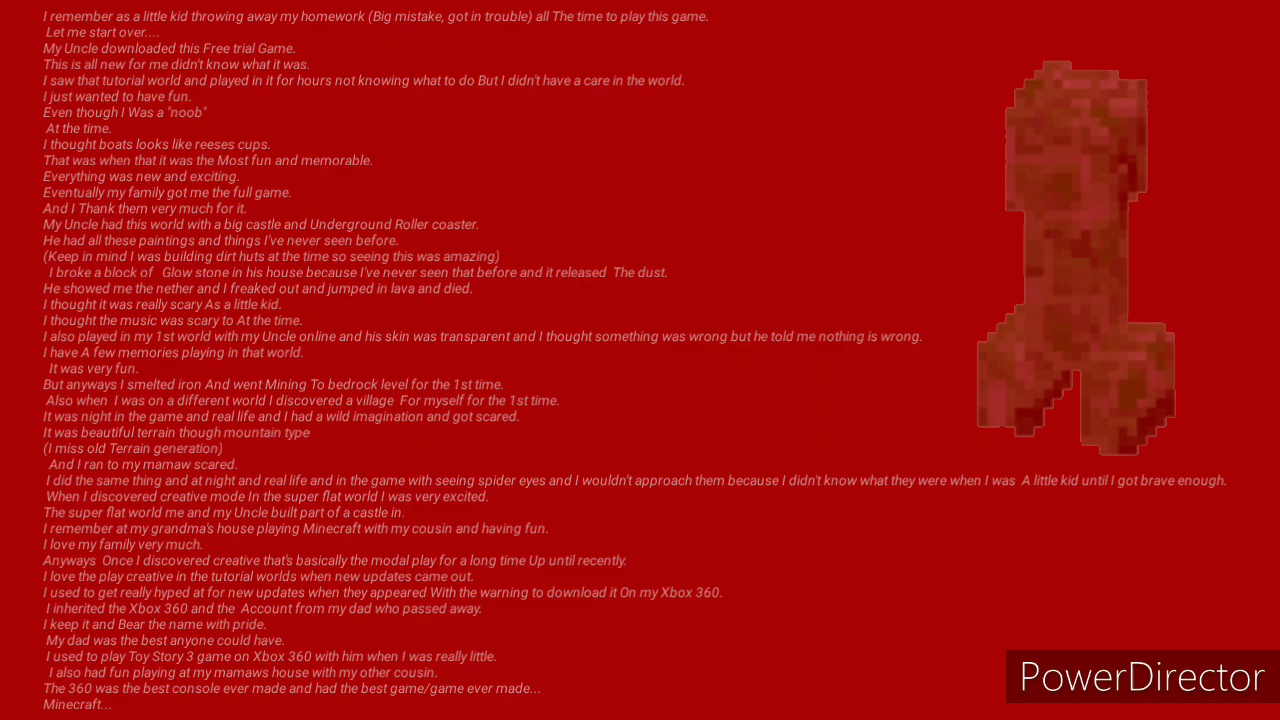 I remember as a little kid throwing away my homework (Big mistake, got in trouble) all The time to play this game.
Let me start over....
My Uncle downloaded this Free trial Game.
This is all new for me didn't know what it was.
I saw that tutorial world and played in it for hours not knowing what to do But I didn't have a care in the world.
I just wanted to have fun.
Even though I Was a "noob"
At the time.
I thought boats looks like reeses cups.
That was when that it was the Most fun and memorable.
Everything was new and exciting.
Eventually my family got me the full game.
And I Thank them very much for it.
My Uncle had this world with a big castle and Underground Roller coaster.
He had all these paintings and things I've never seen before.
(Keep in mind I was building dirt huts at the time so seeing this was amazing)
I broke a block of Glow stone in his house because I've never seen that before and it released The dust.
He showed me the nether and I freaked out and jumped in lava and died.
I thought it was really scary As a little kid.
I thought the music was scary to At the time.
I also played in my 1st world with my Uncle online and his skin was transparent and I thought something was wrong but he told me nothing is wrong.
I have A few memories playing in that world.
It was very fun.
But anyways I smelted iron And went Mining To bedrock level for the 1st time.
Also when I was on a different world I discovered a village For myself for the 1st time.
It was night in the game and real life and I had a wild imagination and got scared.
It was beautiful terrain though mountain type
(I miss old Terrain generation)
And I ran to my mamaw scared.
I did the same thing and at night and real life and in the game with seeing spider eyes and I wouldn't approach them because I didn't know what they were when I was A little kid until I got brave enough.
When I discovered creative mode In the super flat world I was very excited.
The super flat world me and my Uncle built part of a castle in.
I remember at my grandma's house playing Minecraft with my cousin and having fun.
I love my family very much.
Anyways Once I discovered creative that's basically the modal play for a long time Up until recently.
I love the play creative in the tutorial worlds when new updates came out.
I used to get really hyped at for new updates when they appeared With the warning to download it On my Xbox 360.
I inherited the Xbox 360 and the Account from my dad who passed away.
I keep it and Bear the name with pride.
My dad was the best anyone could have.
I used to play Toy Story 3 game on Xbox 360 with him when I was really little.
I also had fun playing at my mamaws house with my other cousin.
The 360 was the best console ever made and had the best game/game ever made...
Minecraft...
PowerDirector